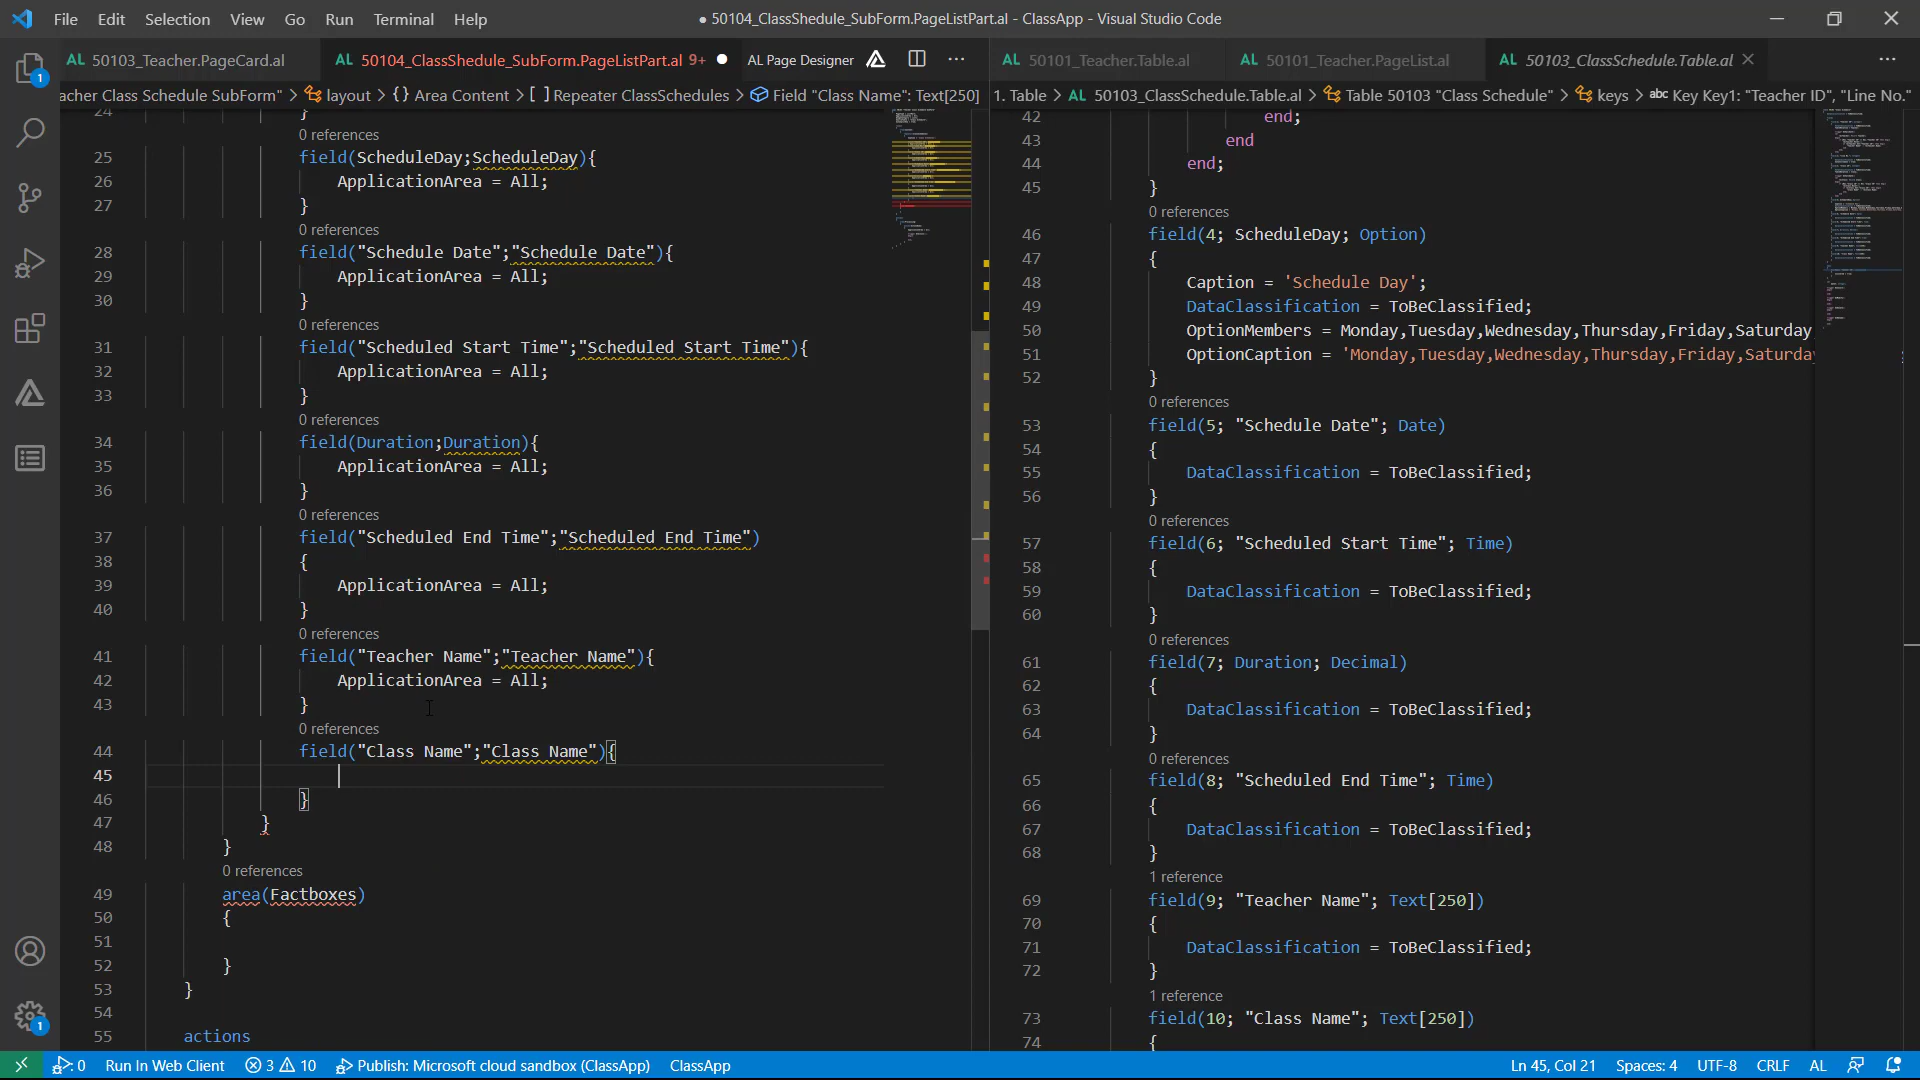 File Edit Selection View Go Run Terminal Help
● 50104_ClassShedule_SubForm.PageListPart.al - ClassApp - Visual Studio Code
AL 50103_Teacher.PageCard.al
AL 50104_ClassShedule_SubForm.PageListPart.al 9+ ●
AL Page Designer
AL 50101_Teacher.Table.al
AL 50101_Teacher.PageList.al
AL 50103_ClassSchedule.Table.al
acher Class Schedule SubForm" > layout > {} Area Content > [ ] Repeater ClassSchedules > Field "Class Name": Text[250]
1. Table > AL 50103_ClassSchedule.Table.al > Table 50103 "Class Schedule" > keys > abc Key Key1: "Teacher ID", "Line No."
24 }
0 references
25 field(ScheduleDay;ScheduleDay){
26 ApplicationArea = All;
27 }
0 references
28 field("Schedule Date";"Schedule Date"){
29 ApplicationArea = All;
30 }
0 references
31 field("Scheduled Start Time";"Scheduled Start Time"){
32 ApplicationArea = All;
33 }
0 references
34 field(Duration;Duration){
35 ApplicationArea = All;
36 }
0 references
37 field("Scheduled End Time";"Scheduled End Time")
38 {
39 ApplicationArea = All;
40 }
0 references
41 field("Teacher Name";"Teacher Name"){
42 ApplicationArea = All;
43 }
0 references
44 field("Class Name";"Class Name"){
45
46 }
47 }
48 }
0 references
49 area(Factboxes)
50 {
51
52 }
53 }
54
55 actions
42 end;
43 end
44 end;
45 }
0 references
46 field(4; ScheduleDay; Option)
47 {
48 Caption = 'Schedule Day';
49 DataClassification = ToBeClassified;
50 OptionMembers = Monday,Tuesday,Wednesday,Thursday,Friday,Saturday
51 OptionCaption = 'Monday,Tuesday,Wednesday,Thursday,Friday,Saturda
52 }
0 references
53 field(5; "Schedule Date"; Date)
54 {
55 DataClassification = ToBeClassified;
56 }
0 references
57 field(6; "Scheduled Start Time"; Time)
58 {
59 DataClassification = ToBeClassified;
60 }
0 references
61 field(7; Duration; Decimal)
62 {
63 DataClassification = ToBeClassified;
64 }
0 references
65 field(8; "Scheduled End Time"; Time)
66 {
67 DataClassification = ToBeClassified;
68 }
1 reference
69 field(9; "Teacher Name"; Text[250])
70 {
71 DataClassification = ToBeClassified;
72 }
1 reference
73 field(10; "Class Name"; Text[250])
74 {
1
1
0 Run In Web Client 3 10 Publish: Microsoft cloud sandbox (ClassApp) ClassApp
Ln 45, Col 21 Spaces: 4 UTF-8 CRLF AL